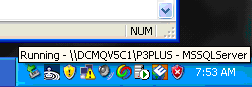 NUM
Running - \\DCMQV5C1\P3PLUS - MSSQLServer
7:53 AM